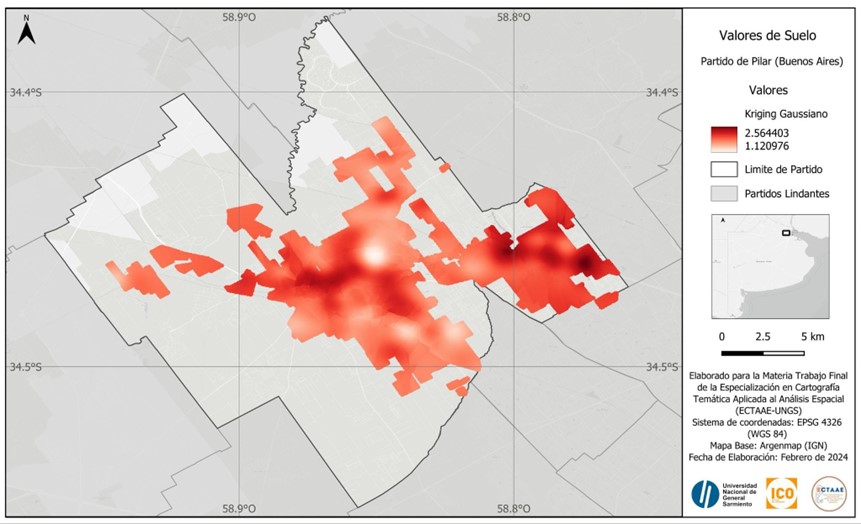 N
58.9°O
58.8°O
34.4°S
34.4°S
34.5°S
34.5°S
58.9°O
58.8°O
Valores de Suelo
Partido de Pilar (Buenos Aires)
Valores
Kriging Gaussiano
2.564403
1.120976
Limite de Partido
Partidos Lindantes
0 2.5 5 km
Elaborado para la Materia Trabajo Final
de la Especialización en Cartografía
Temática Aplicada al Análisis Espacial
(ECTAAE-UNGS)
Sistema de coordenadas: EPSG 4326
(WGS 84)
Mapa Base: Argenmap (IGN)
Fecha de Elaboración: Febrero de 2024
Universidad
Nacional de
General
Sarmiento
ICO
ECTAAE